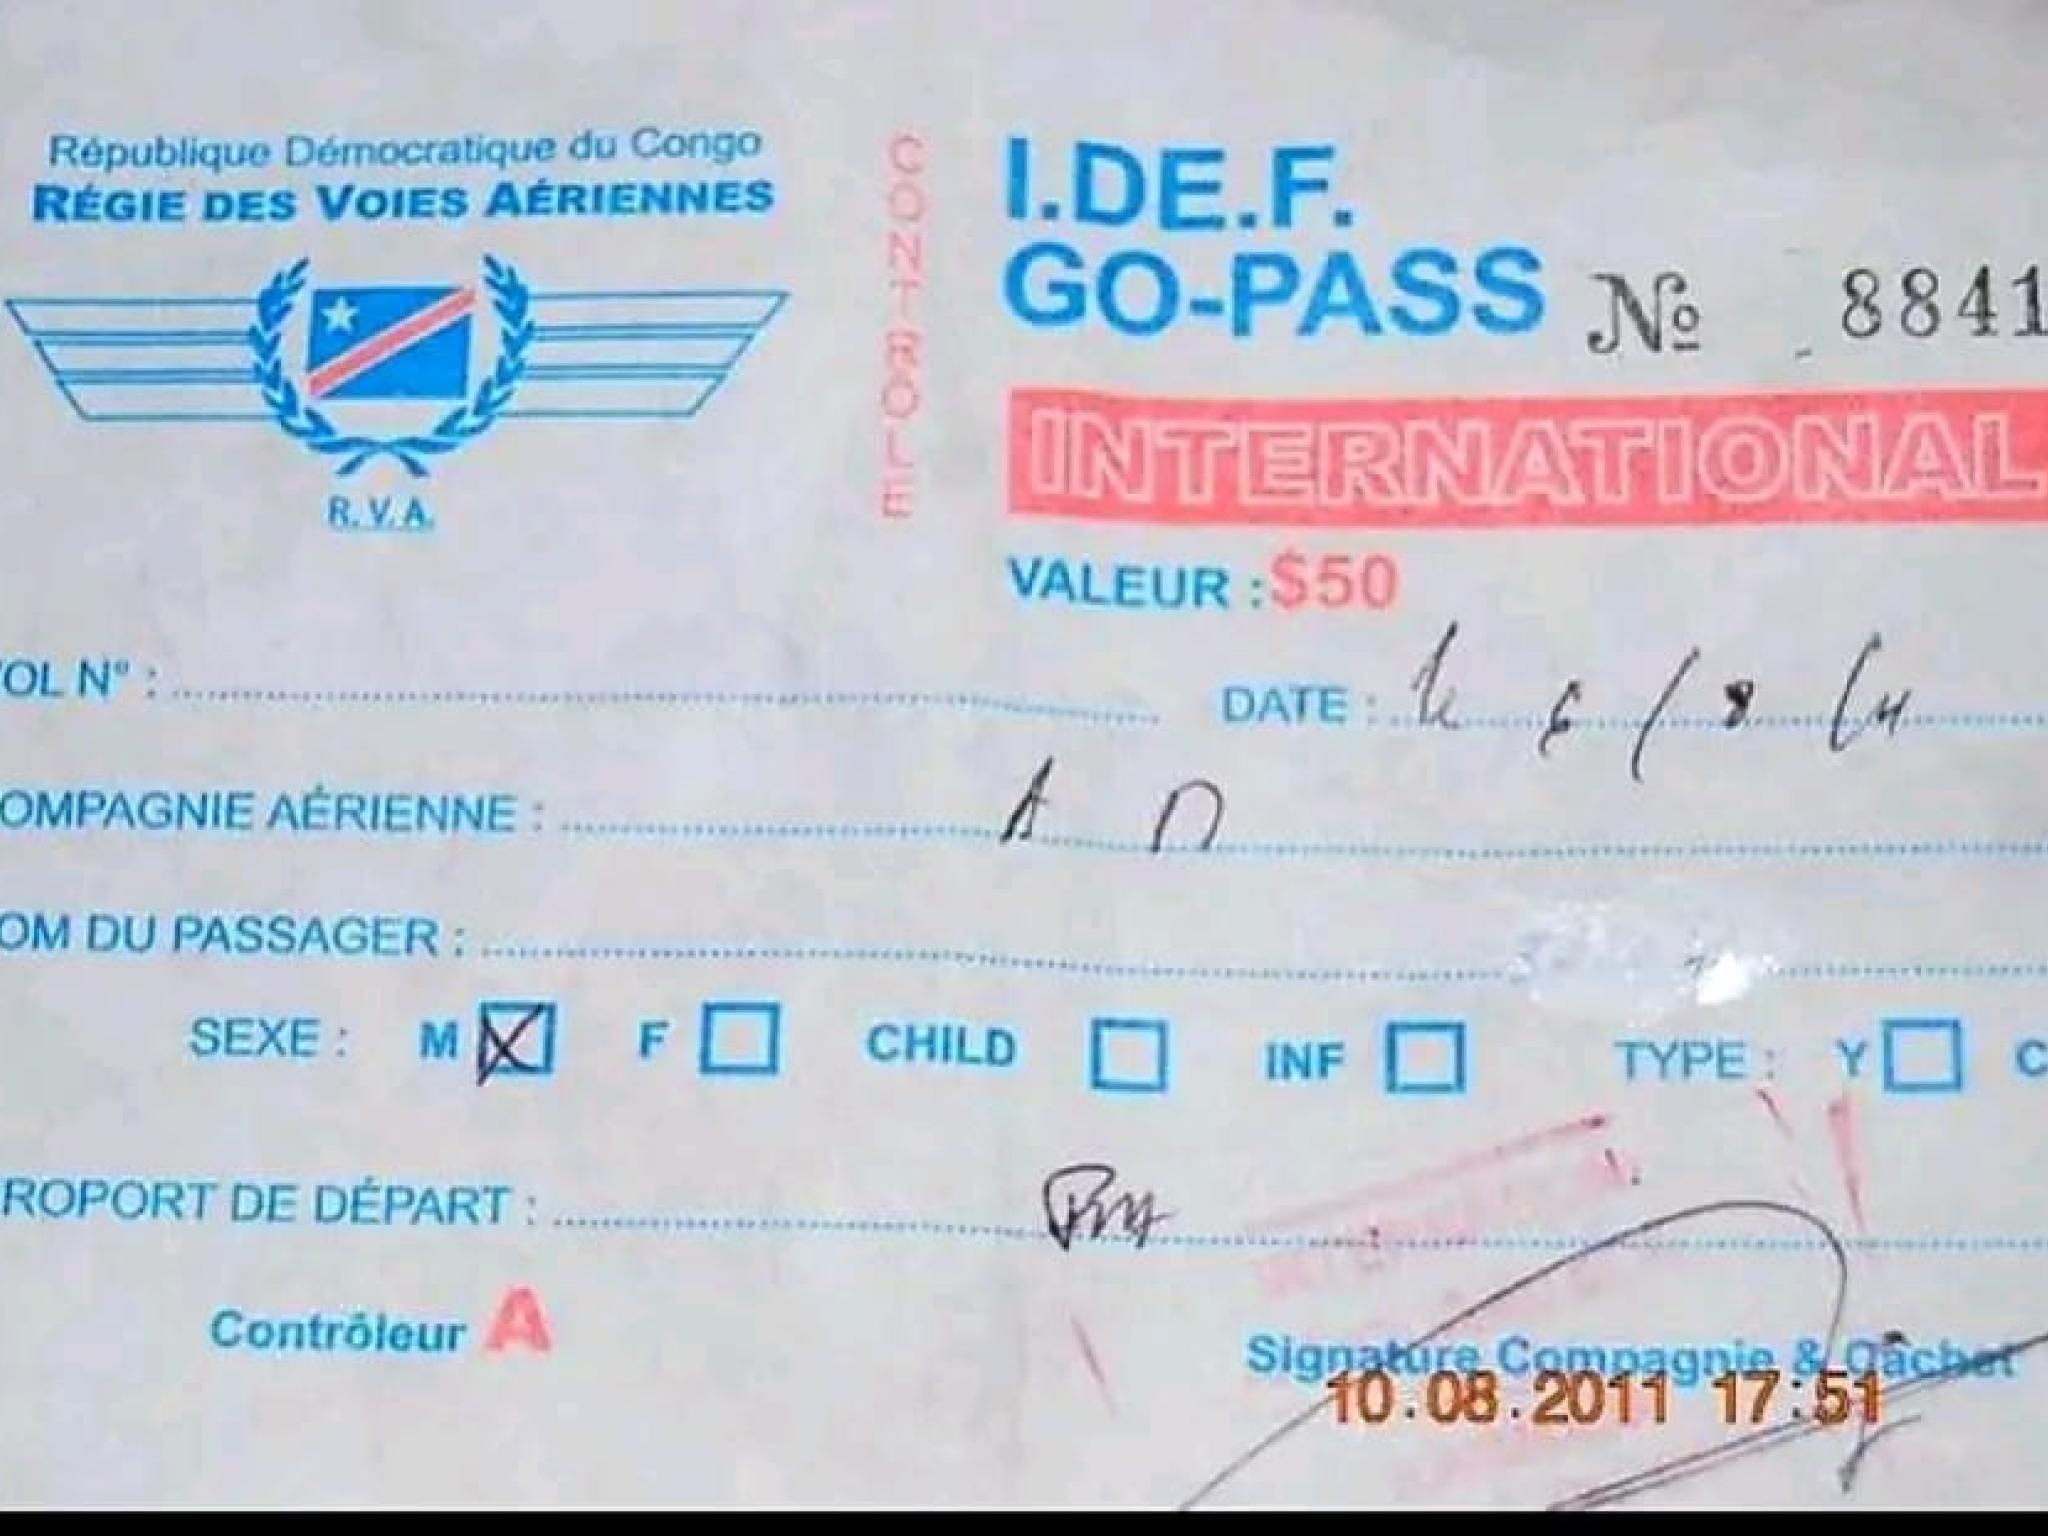 République Démocratique du Congo
RÉGIE DES VOIES AÉRIENNES
R.V.A.
CONTROLE
I.DE.F.
GO-PASS № 8841
INTERNATIONAL
VALEUR : $50
OL N° :
DATE : /8/
OMPAGNIE AÉRIENNE : A
OM DU PASSAGER :
SEXE : M X F CHILD INF TYPE : Y C
ROPORT DE DÉPART :
Contrôleur A
Signature Compagnie & Cachet
10.08.2011 17:51